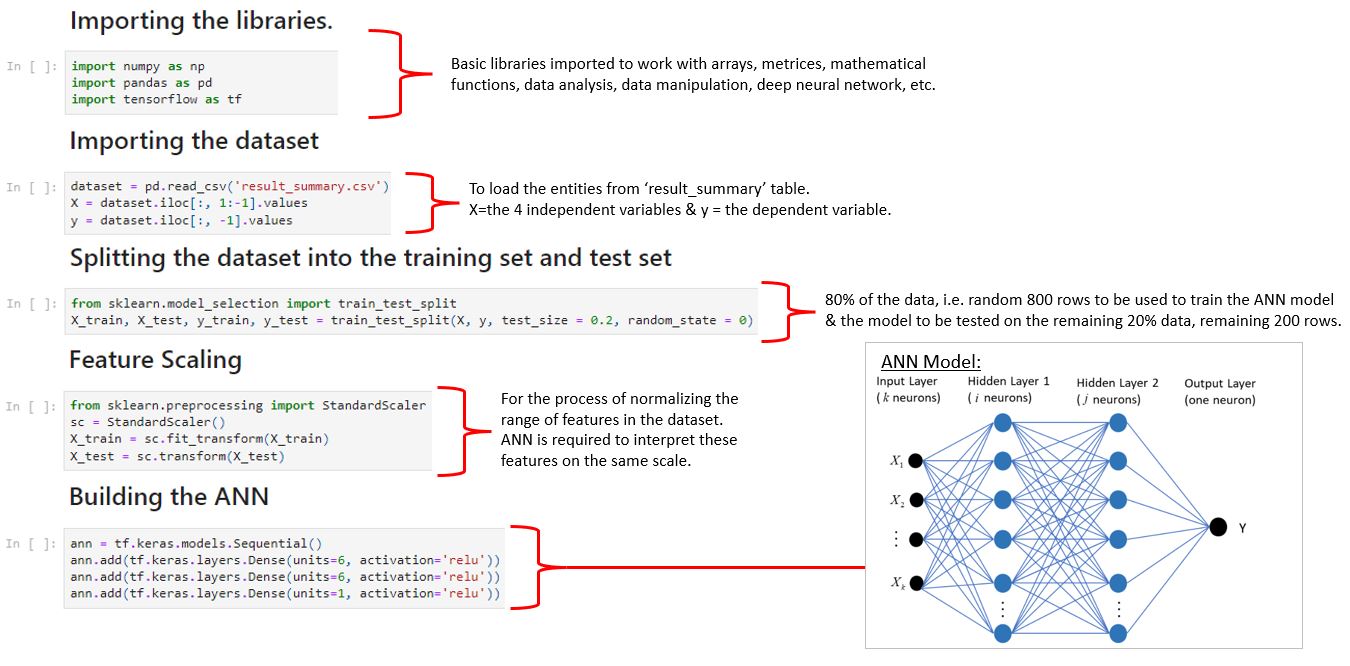 Importing the libraries.
In [ ]:
import numpy as np
import pandas as pd
import tensorflow as tf
Basic libraries imported to work with arrays, metrices, mathematical
functions, data analysis, data manipulation, deep neural network, etc.
Importing the dataset
In [ ]:
dataset = pd.read_csv('result_summary.csv')
X = dataset.iloc[:, 1:-1].values
y = dataset.iloc[:, -1].values
To load the entities from ‘result_summary’ table.
X=the 4 independent variables & y = the dependent variable.
Splitting the dataset into the training set and test set
In [ ]:
from sklearn.model_selection import train_test_split
X_train, X_test, y_train, y_test = train_test_split(X, y, test_size = 0.2, random_state = 0)
80% of the data, i.e. random 800 rows to be used to train the ANN model
& the model to be tested on the remaining 20% data, remaining 200 rows.
Feature Scaling
In [ ]:
from sklearn.preprocessing import StandardScaler
sc = StandardScaler()
X_train = sc.fit_transform(X_train)
X_test = sc.transform(X_test)
For the process of normalizing the
range of features in the dataset.
ANN is required to interpret these
features on the same scale.
Building the ANN
In [ ]:
ann = tf.keras.models.Sequential()
ann.add(tf.keras.layers.Dense(units=6, activation='relu'))
ann.add(tf.keras.layers.Dense(units=6, activation='relu'))
ann.add(tf.keras.layers.Dense(units=1, activation='relu'))
ANN Model:
Input Layer
(k neurons)
Hidden Layer 1
(i neurons)
Hidden Layer 2
(j neurons)
Output Layer
(one neuron)
X₁
X₂
⋮
Xₖ
⋮
⋮
Y